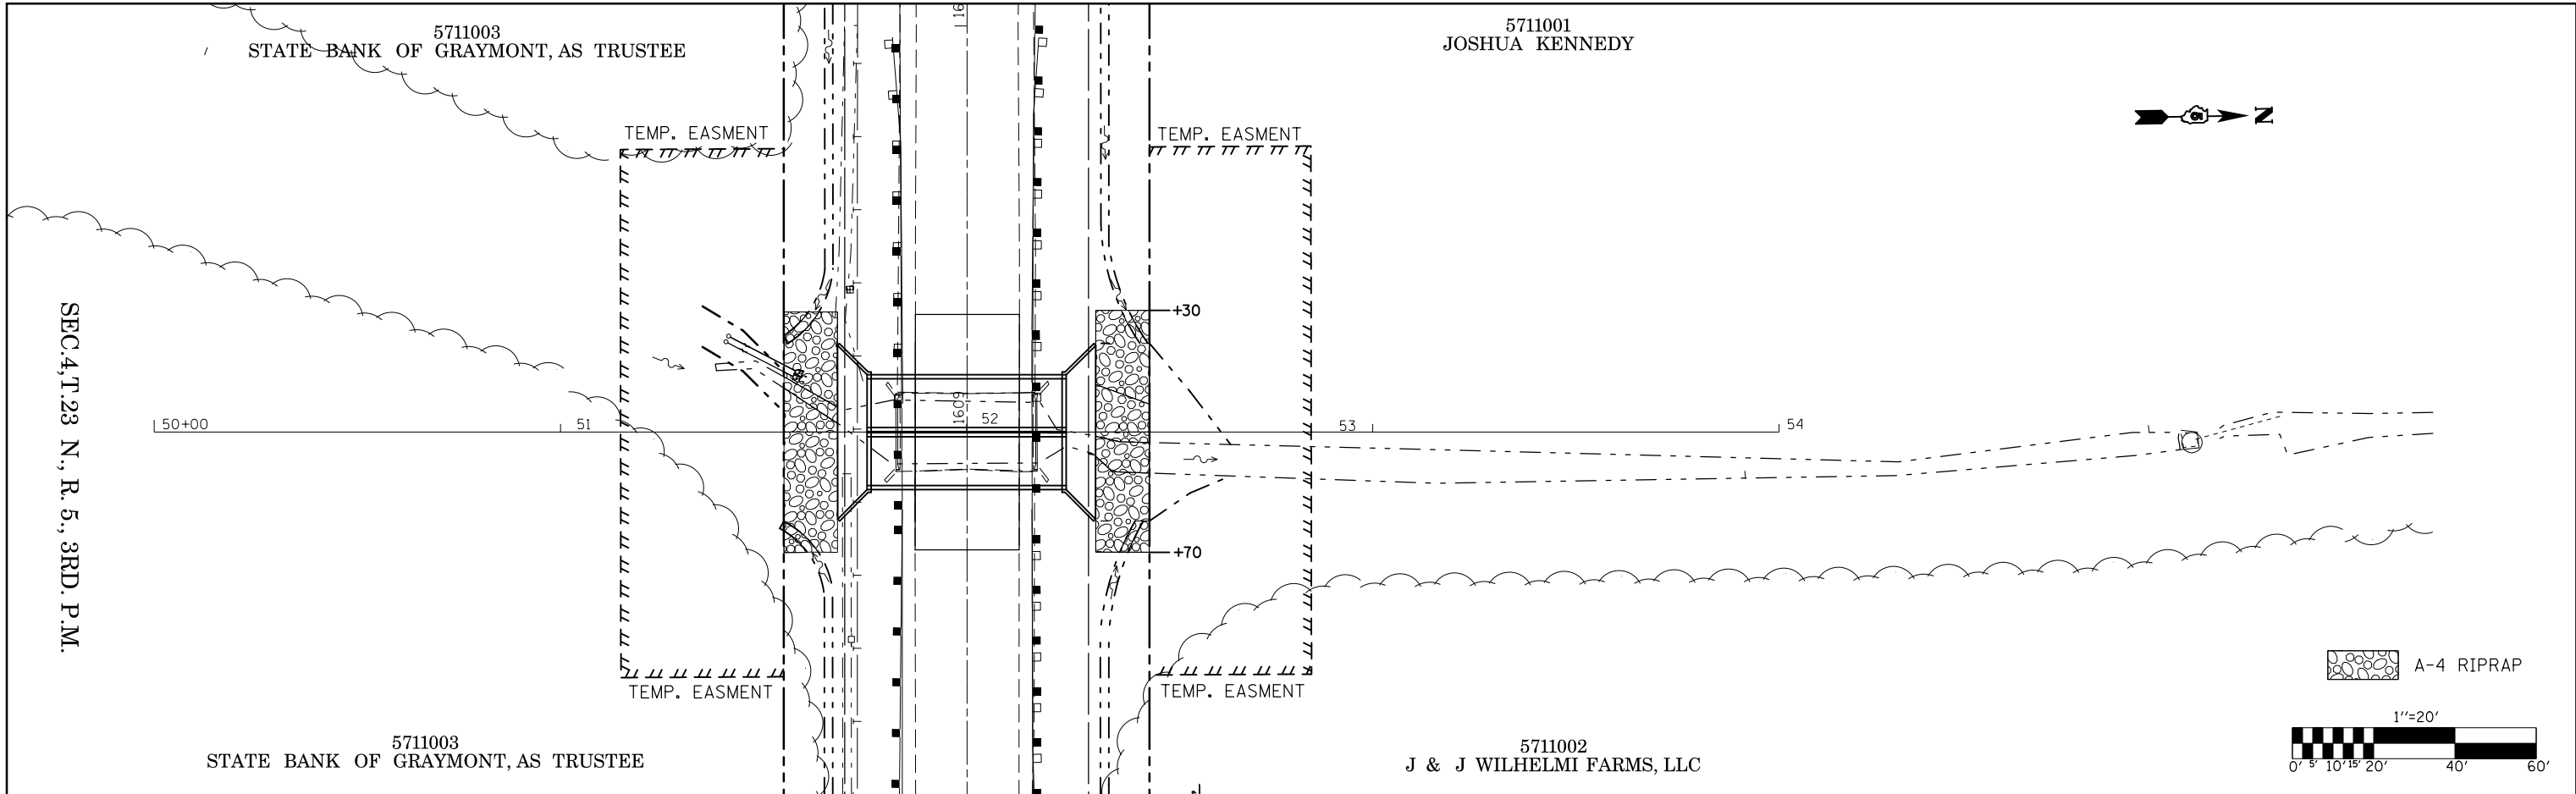 5711003
STATE BANK OF GRAYMONT, AS TRUSTEE
16
5711001
JOSHUA KENNEDY
N
TEMP. EASMENT
TEMP. EASMENT
SEC.4,T.23 N., R. 5., 3RD. P.M.
+30
50+00
51
1609
52
53
54
+70
TEMP. EASMENT
TEMP. EASMENT
A-4 RIPRAP
1"=20'
0' 5' 10' 15' 20' 40' 60'
5711003
STATE BANK OF GRAYMONT, AS TRUSTEE
5711002
J & J WILHELMI FARMS, LLC